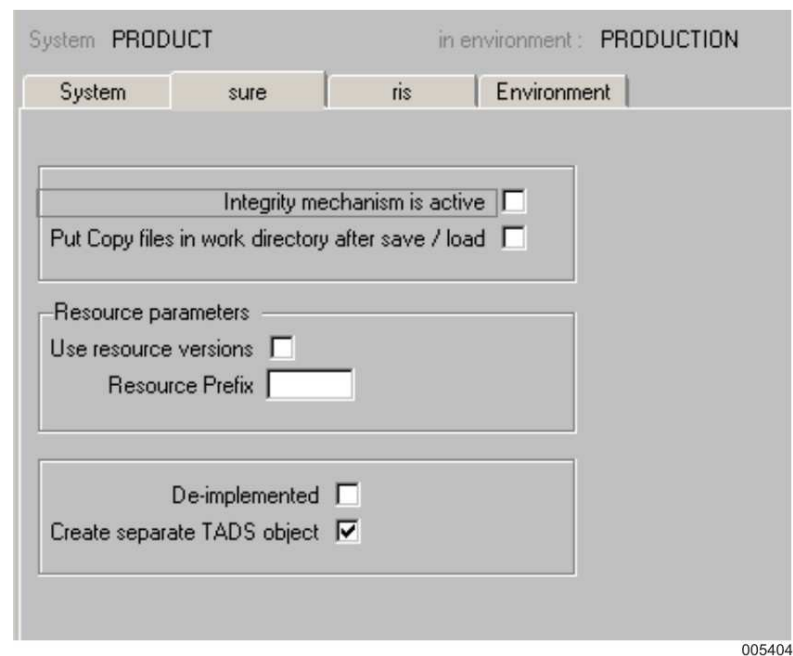 System PRODUCT in environment : PRODUCTION
System sure ris Environment
Integrity mechanism is active
Put Copy files in work directory after save / load
Resource parameters
Use resource versions
Resource Prefix
De-implemented
Create separate TADS object
005404